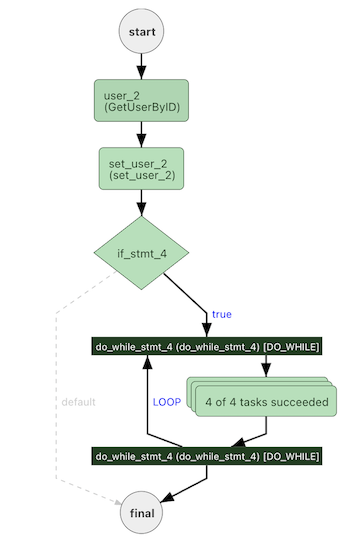 start
user_2
(GetUserByID)
set_user_2
(set_user_2)
if_stmt_4
true
do_while_stmt_4 (do_while_stmt_4) [DO_WHILE]
default
LOOP
4 of 4 tasks succeeded
do_while_stmt_4 (do_while_stmt_4) [DO_WHILE]
final